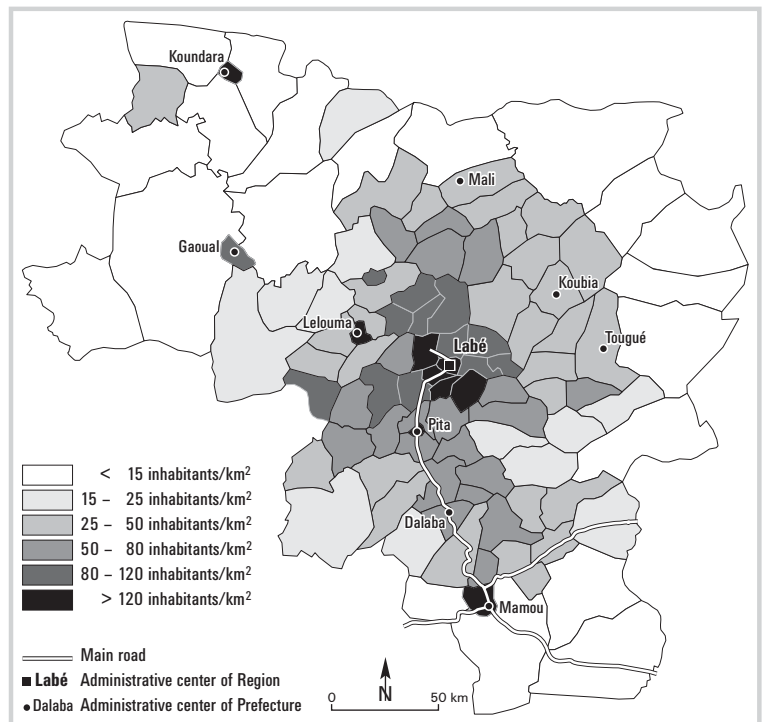 Koundara
Mali
Gaoual
Koubia
Lelouma
Labé
Tougué
Pita
Dalaba
Mamou
< 15 inhabitants/km²
15 – 25 inhabitants/km²
25 – 50 inhabitants/km²
50 – 80 inhabitants/km²
80 – 120 inhabitants/km²
> 120 inhabitants/km²
Main road
Labé Administrative center of Region
Dalaba Administrative center of Prefecture
N
0 50 km